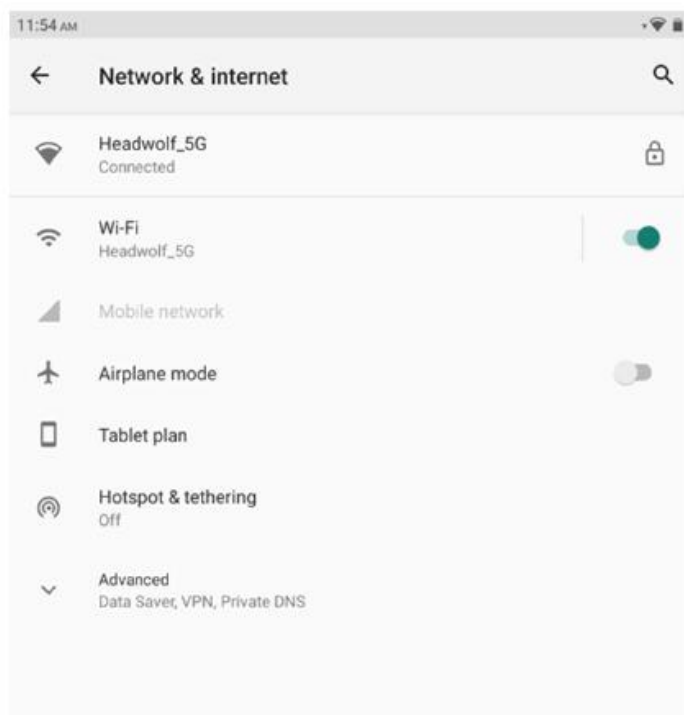 11:54 AM
Network & internet
Headwolf_5G
Connected
Wi-Fi
Headwolf_5G
Mobile network
Airplane mode
Tablet plan
Hotspot & tethering
Off
Advanced
Data Saver, VPN, Private DNS